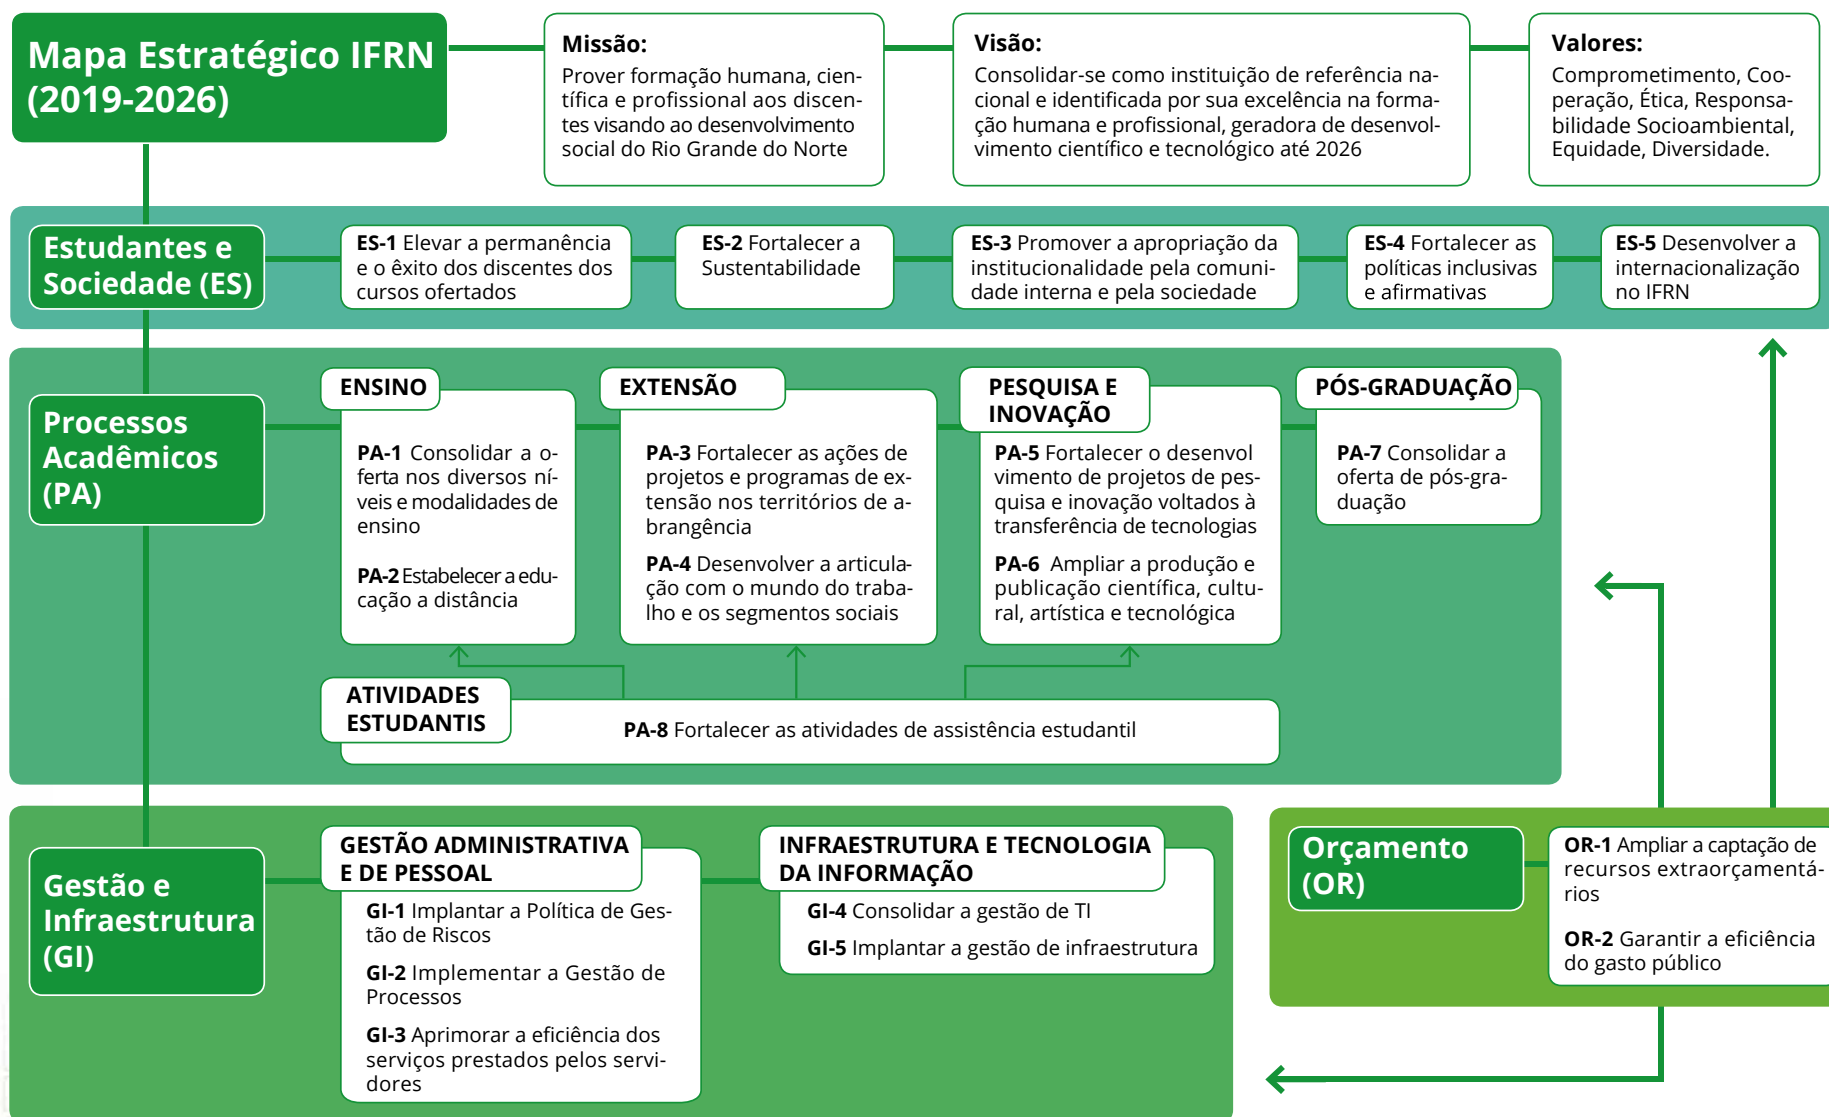 Mapa Estratégico IFRN
(2019-2026)
Missão:
Prover formação humana, cien-
tífica e profissional aos discen-
tes visando ao desenvolvimento
social do Rio Grande do Norte
Visão:
Consolidar-se como instituição de referência na-
cional e identificada por sua excelência na forma-
ção humana e profissional, geradora de desenvol-
vimento científico e tecnológico até 2026
Valores:
Comprometimento, Coo-
peração, Ética, Responsa-
bilidade Socioambiental,
Equidade, Diversidade.
Estudantes e
Sociedade (ES)
ES-1 Elevar a permanência
e o êxito dos discentes dos
cursos ofertados
ES-2 Fortalecer a
Sustentabilidade
ES-3 Promover a apropriação da
institucionalidade pela comuni-
dade interna e pela sociedade
ES-4 Fortalecer as
políticas inclusivas
e afirmativas
ES-5 Desenvolver a
internacionalização
no IFRN
Processos
Acadêmicos
(PA)
ENSINO
PA-1 Consolidar a o-
ferta nos diversos ní-
veis e modalidades de
ensino
PA-2 Estabelecer a edu-
cação a distância
EXTENSÃO
PA-3 Fortalecer as ações de
projetos e programas de ex-
tensão nos territórios de a-
brangência
PA-4 Desenvolver a articula-
ção com o mundo do traba-
lho e os segmentos sociais
PESQUISA E
INOVAÇÃO
PA-5 Fortalecer o desenvol
vimento de projetos de pes-
quisa e inovação voltados à
transferência de tecnologias
PA-6 Ampliar a produção e
publicação científica, cultu-
ral, artística e tecnológica
PÓS-GRADUAÇÃO
PA-7 Consolidar a
oferta de pós-gra-
duação
ATIVIDADES
ESTUDANTIS
PA-8 Fortalecer as atividades de assistência estudantil
Gestão e
Infraestrutura
(GI)
GESTÃO ADMINISTRATIVA
E DE PESSOAL
GI-1 Implantar a Política de Ges-
tão de Riscos
GI-2 Implementar a Gestão de
Processos
GI-3 Aprimorar a eficiência dos
serviços prestados pelos servi-
dores
INFRAESTRUTURA E TECNOLOGIA
DA INFORMAÇÃO
GI-4 Consolidar a gestão de TI
GI-5 Implantar a gestão de infraestrutura
Orçamento
(OR)
OR-1 Ampliar a captação de
recursos extraorçamentá-
rios
OR-2 Garantir a eficiência
do gasto público